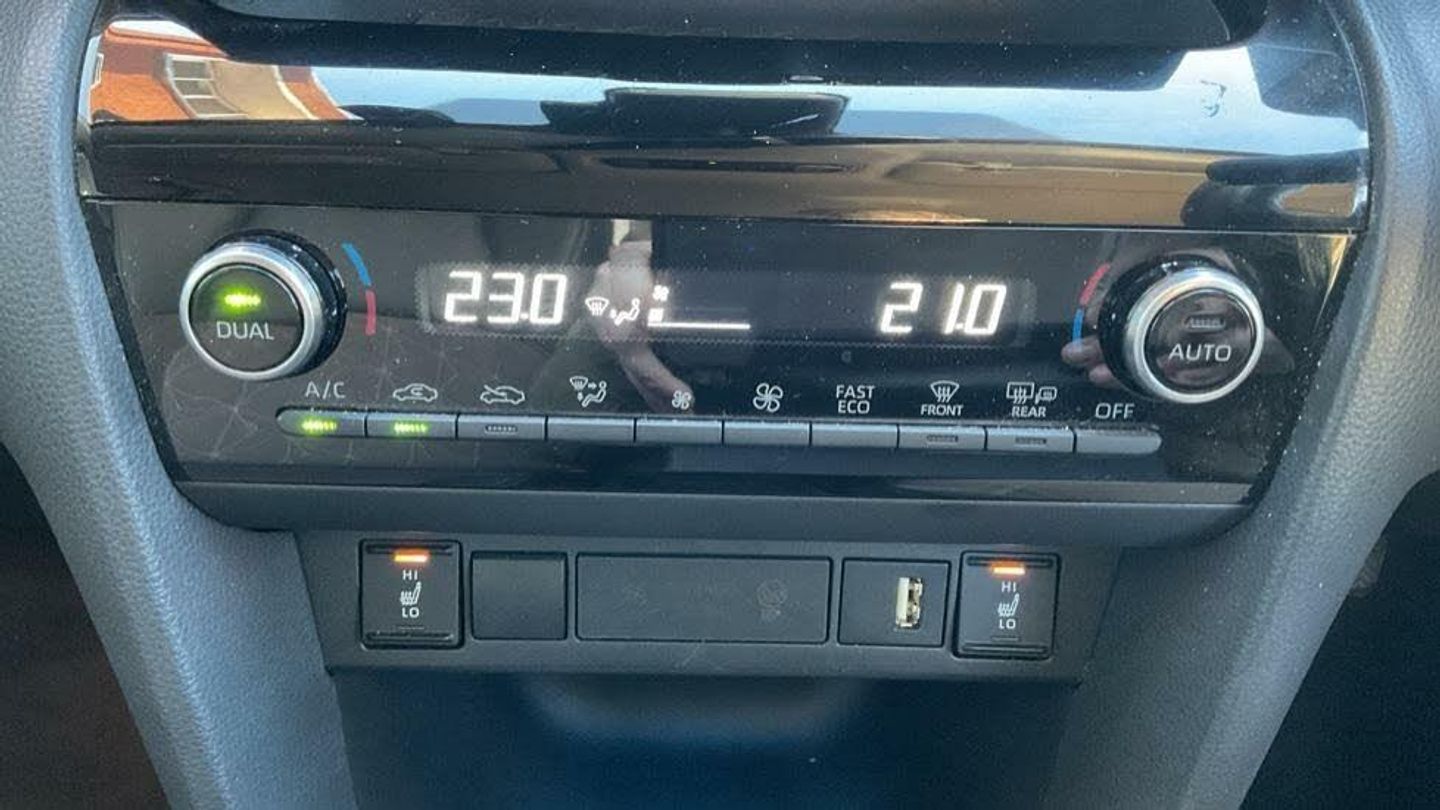 23.0
21.0
DUAL
AUTO
A/C
FAST
ECO
FRONT
REAR
OFF
HI
LO
HI
LO